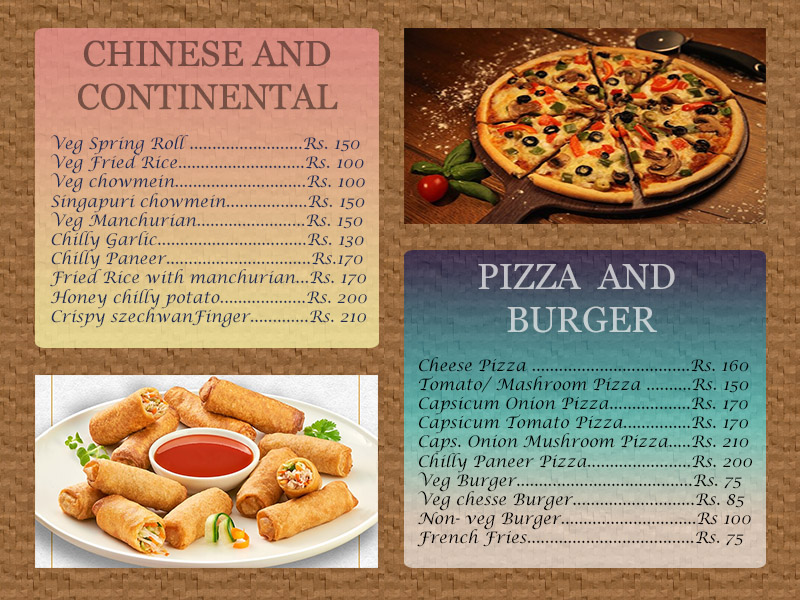 CHINESE AND
CONTINENTAL
Veg Spring Roll ........................Rs. 150
Veg Fried Rice...........................Rs. 100
Veg chowmein............................Rs. 100
Singapuri chowmein.................Rs. 150
Veg Manchurian.......................Rs. 150
Chilly Garlic................................Rs. 130
Chilly Paneer...............................Rs.170
Fried Rice with manchurian...Rs. 170
Honey chilly potato..................Rs. 200
Crispy szechwanFinger............Rs. 210
PIZZA AND
BURGER
Cheese Pizza ..................................Rs. 160
Tomato/ Mashroom Pizza ..........Rs. 150
Capsicum Onion Pizza..................Rs. 170
Capsicum Tomato Pizza...............Rs. 170
Caps. Onion Mushroom Pizza.....Rs. 210
Chilly Paneer Pizza......................Rs. 200
Veg Burger.....................................Rs. 75
Veg chesse Burger..........................Rs. 85
Non- veg Burger.............................Rs 100
French Fries...................................Rs. 75